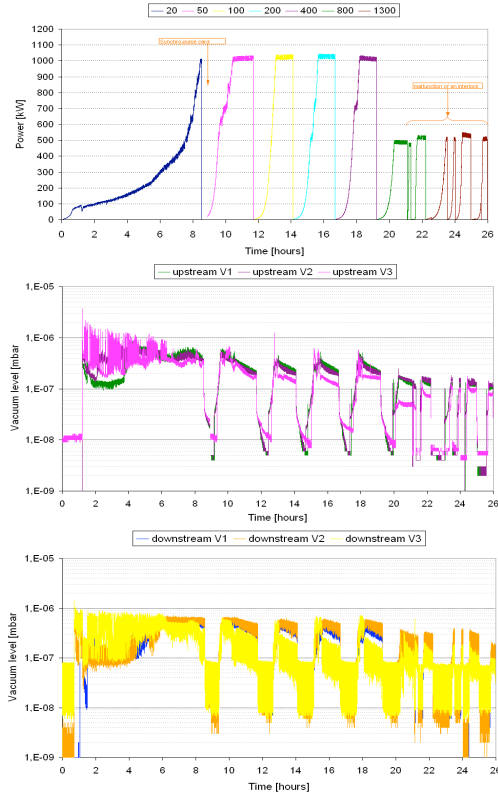 20 50 100 200 400 800 1300
1200
1100
1000
900
800
700
600
500
400
300
200
100
0
Power [kW]
malfunction of an interlock
0 2 4 6 8 10 12 14 16 18 20 22 24 26
Time [hours]
upstream V1 upstream V2 upstream V3
1,E-05
1,E-06
1,E-07
1,E-08
1,E-09
Vacuum level [mbar
0 2 4 6 8 10 12 14 16 18 20 22 24 26
Time [hours]
downstream V1 downstream V2 downstream V3
1,E-05
1,E-06
1,E-07
1,E-08
1,E-09
Vacuum level [mbar
0 2 4 6 8 10 12 14 16 18 20 22 24 26
Time [hours]